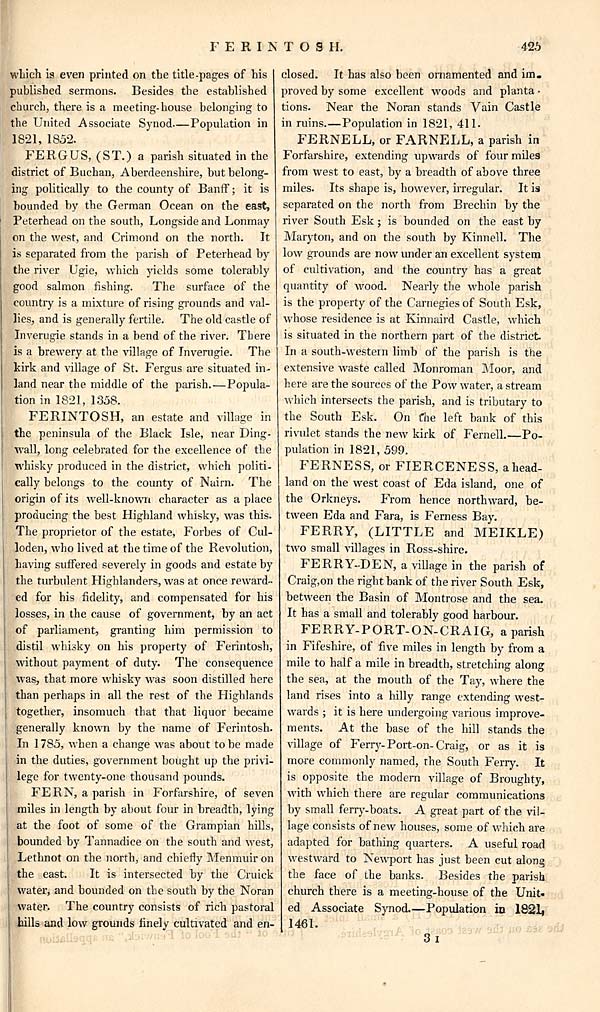 FERINTOSH. 425
which is even printed on the title-pages of his
published sermons. Besides the established
church, there is a meeting-house belonging to
the United Associate Synod.—Population in
1821, 1852.
FERGUS, (ST.) a parish situated in the
district of Buchan, Aberdeenshire, but belong-
ing politically to the county of Banff; it is
bounded by the German Ocean on the east,
Peterhead on the south, Longside and Lonmay
on the west, and Crimond on the north. It
is separated from the parish of Peterhead by
the river Ugie, which yields some tolerably
good salmon fishing. The surface of the
country is a mixture of rising grounds and val-
lies, and is generally fertile. The old castle of
Inverugie stands in a bend of the river. There
is a brewery at the village of Inverugie. The
kirk and village of St. Fergus are situated in-
land near the middle of the parish.—Popula-
tion in 1821, 1358.
FERINTOSH, an estate and village in
the peninsula of the Black Isle, near Ding-
wall, long celebrated for the excellence of the
whisky produced in the district, which politi-
cally belongs to the county of Nairn. The
origin of its well-known character as a place
producing the best Highland whisky, was this.
The proprietor of the estate, Forbes of Cul-
loden, who lived at the time of the Revolution,
having suffered severely in goods and estate by
the turbulent Highlanders, was at once reward-
ed for his fidelity, and compensated for his
losses, in the cause of government, by an act
of parliament, granting him permission to
distil whisky on his property of Ferintosh,
without payment of duty. The consequence
was, that more whisky was soon distilled here
than perhaps in all the rest of the Highlands
together, insomuch that that liquor became
generally known by the name of Ferintosh.
In 1785, when a change was about to be made
in the duties, government bought up the privi-
lege for twenty-one thousand pounds.
FERN, a parish in Forfarshire, of seven
miles in length by about four in breadth, lying
at the foot of some of the Grampian hills,
bounded by Tannadice on the south and west,
Lethnot on the north, and chiefly Menmuir on
the east. It is intersected by the Cruick
water, and bounded on the south by the Noran
water. The country consists of rich pastoral
hills and low grounds finely cultivated and en-
closed. It has also been ornamented and im-
proved by some excellent woods and planta-
tions. Near the Noran stands Vain Castle
in ruins.—Population in 1821, 411.
FERNELL, or FARNELL, a parish in
Forfarshire, extending upwards of four miles
from west to east, by a breadth of above three
miles. Its shape is, however, irregular. It is
separated on the north from Brechin by the
river South Esk; is bounded on the east by
Maryton, and on the south by Kinnell. The
low grounds are now under an excellent system
of cultivation, and the country has a great
quantity of wood. Nearly the whole parish
is the property of the Carnegies of South Esk,
whose residence is at Kinnaird Castle, which
is situated in the northern part of the district.
In a south-western limb of the parish is the
extensive waste called Monroman Moor, and
here are the sources of the Pow water, a stream
which intersects the parish, and is tributary to
the South Esk. On the left bank of this
rivulet stands the new kirk of Fernell.—Po-
pulation in 1821, 599.
FERNESS, or FIERCENESS, a head-
land on the west coast of Eda island, one of
the Orkneys. From hence northward, be-
tween Eda and Fara, is Ferness Bay.
FERRY, (LITTLE and MEIKLE)
two small villages in Ross-shire.
FERRY-DEN, a village in the parish of
Craig, on the right bank of the river South Esk,
between the Basin of Montrose and the sea.
It has a small and tolerably good harbour.
FERRY-PORT-ON-CRAIG, a parish
in Fifeshire, of five miles in length by from a
mile to half a mile in breadth, stretching along
the sea, at the mouth of the Tay, where the
land rises into a hilly range extending west-
wards; it is here undergoing various improve-
ments. At the base of the hill stands the
village of Ferry-Port-on-Craig, or as it is
more commonly named, the South Ferry. It
is opposite the modern village of Broughty,
with which there are regular communications
by small ferry-boats. A great part of the vil-
lage consists of new houses, some of which are
adapted for bathing quarters. A useful road
westward to Newport has just been cut along
the face of the banks. Besides the parish
church there is a meeting-house of the Unit-
ed Associate Synod.—Population in 1821,
1461.
3 I